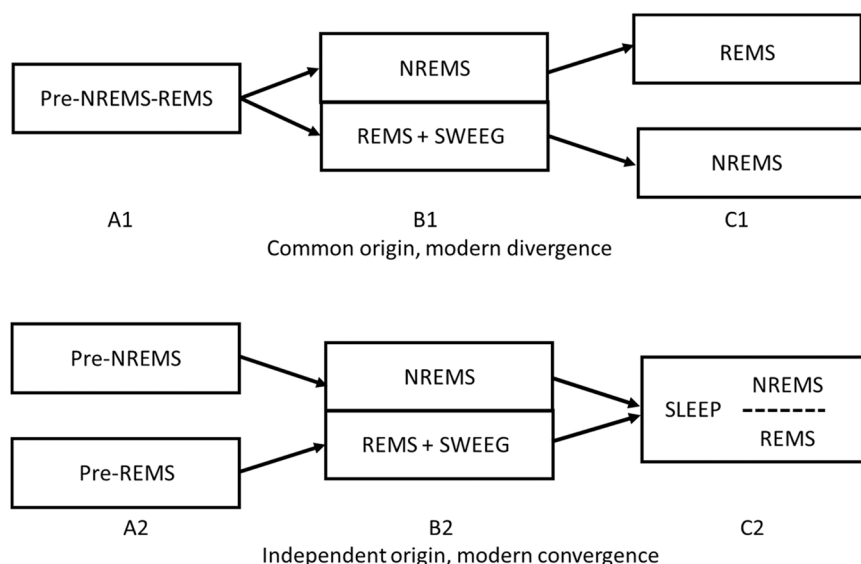 Pre-NREMS-REMS
NREMS
REMS + SWEEG
REMS
NREMS
A1
B1
C1
Common origin, modern divergence
Pre-NREMS
Pre-REMS
NREMS
REMS + SWEEG
SLEEP
NREMS
REMS
A2
B2
C2
Independent origin, modern convergence